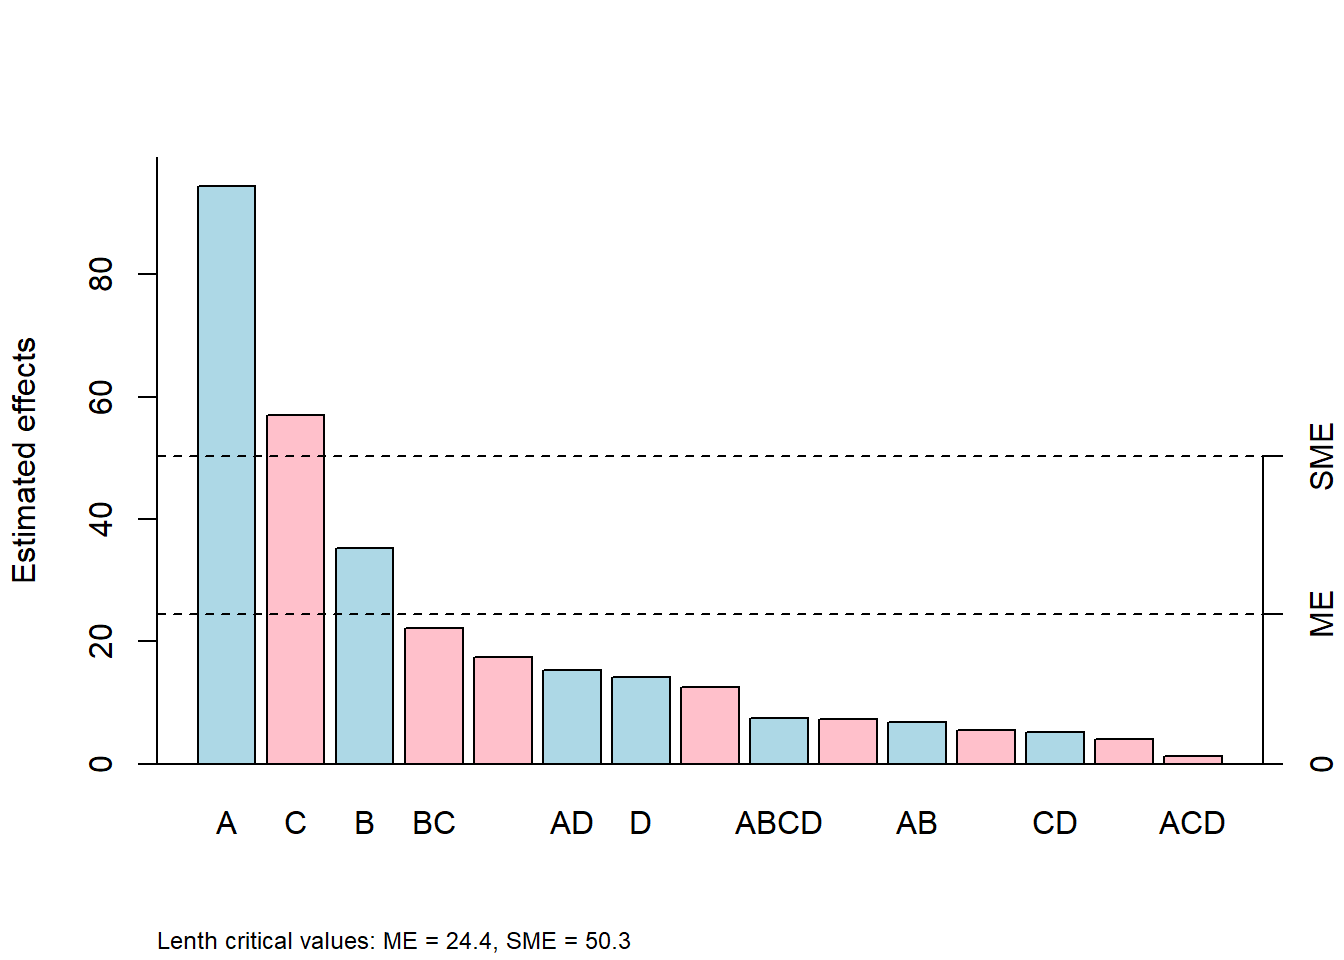 Estimated effects
80
60
40
20
0
SME
ME
0
A C B BC AD D ABCD AB CD ACD
Lenth critical values: ME = 24.4, SME = 50.3